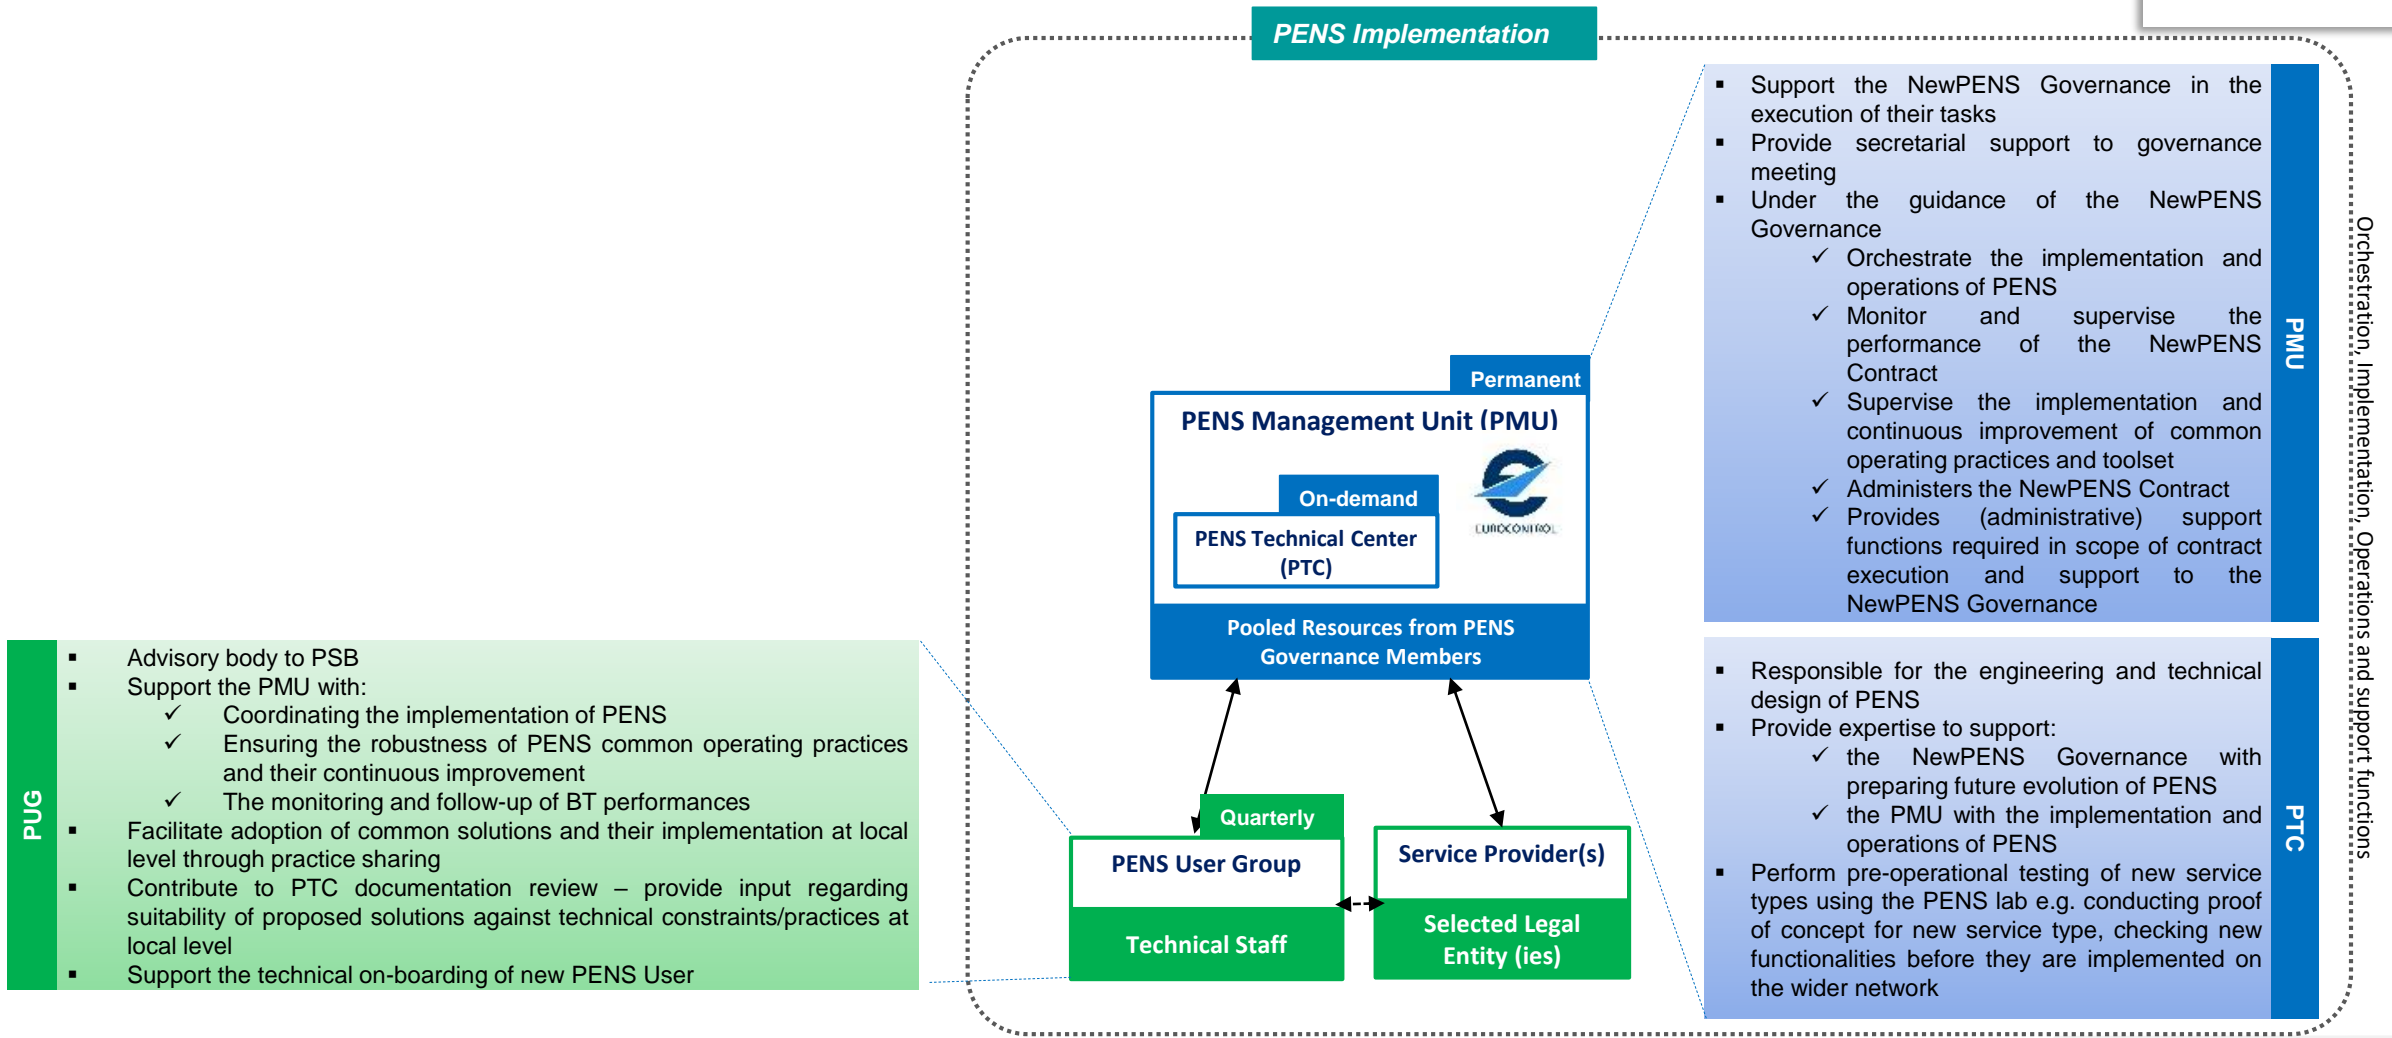 PENS Implementation
▪ Support the NewPENS Governance in the
execution of their tasks
▪ Provide secretarial support to governance
meeting
▪ Under the guidance of the NewPENS
Governance
✓ Orchestrate the implementation and
operations of PENS
✓ Monitor and supervise the
performance of the NewPENS
Contract
✓ Supervise the implementation and
continuous improvement of common
operating practices and toolset
✓ Administers the NewPENS Contract
✓ Provides (administrative) support
functions required in scope of contract
execution and support to the
NewPENS Governance
PMU
Orchestration, Implementation, Operations and support functions
Permanent
PENS Management Unit (PMU)
EUROCONTROL
On-demand
PENS Technical Center
(PTC)
Pooled Resources from PENS
Governance Members
PUG
▪ Advisory body to PSB
▪ Support the PMU with:
✓ Coordinating the implementation of PENS
✓ Ensuring the robustness of PENS common operating practices
and their continuous improvement
✓ The monitoring and follow-up of BT performances
▪ Facilitate adoption of common solutions and their implementation at local
level through practice sharing
▪ Contribute to PTC documentation review – provide input regarding
suitability of proposed solutions against technical constraints/practices at
local level
▪ Support the technical on-boarding of new PENS User
Quarterly
PENS User Group
Technical Staff
Service Provider(s)
Selected Legal
Entity (ies)
▪ Responsible for the engineering and technical
design of PENS
▪ Provide expertise to support:
✓ the NewPENS Governance with
preparing future evolution of PENS
✓ the PMU with the implementation and
operations of PENS
▪ Perform pre-operational testing of new service
types using the PENS lab e.g. conducting proof
of concept for new service type, checking new
functionalities before they are implemented on
the wider network
PTC